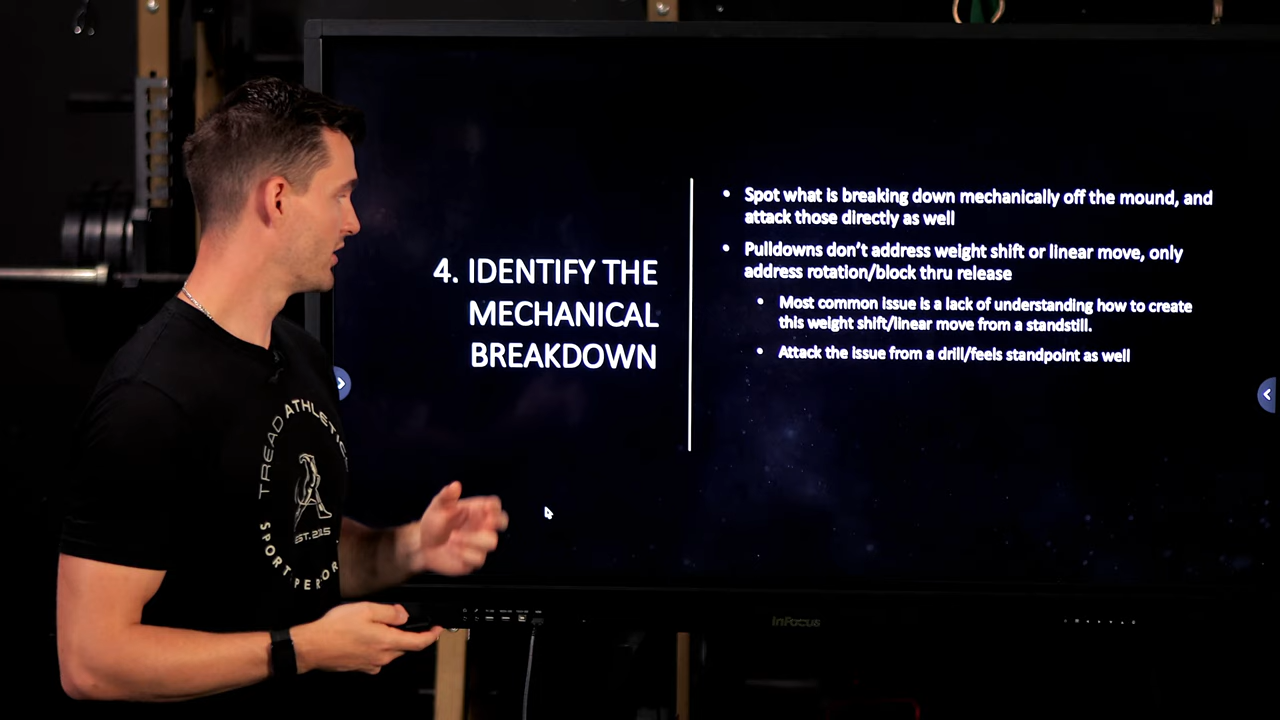 4. IDENTIFY THE
MECHANICAL
BREAKDOWN
• Spot what is breaking down mechanically off the mound, and
attack those directly as well
• Pulldowns don't address weight shift or linear move, only
address rotation/block thru release
• Most common issue is a lack of understanding how to create
this weight shift/linear move from a standstill.
• Attack the issue from a drill/feels standpoint as well
TREAD ATHLETIC
EST. 2015
SPORT PERFOR
InFocus